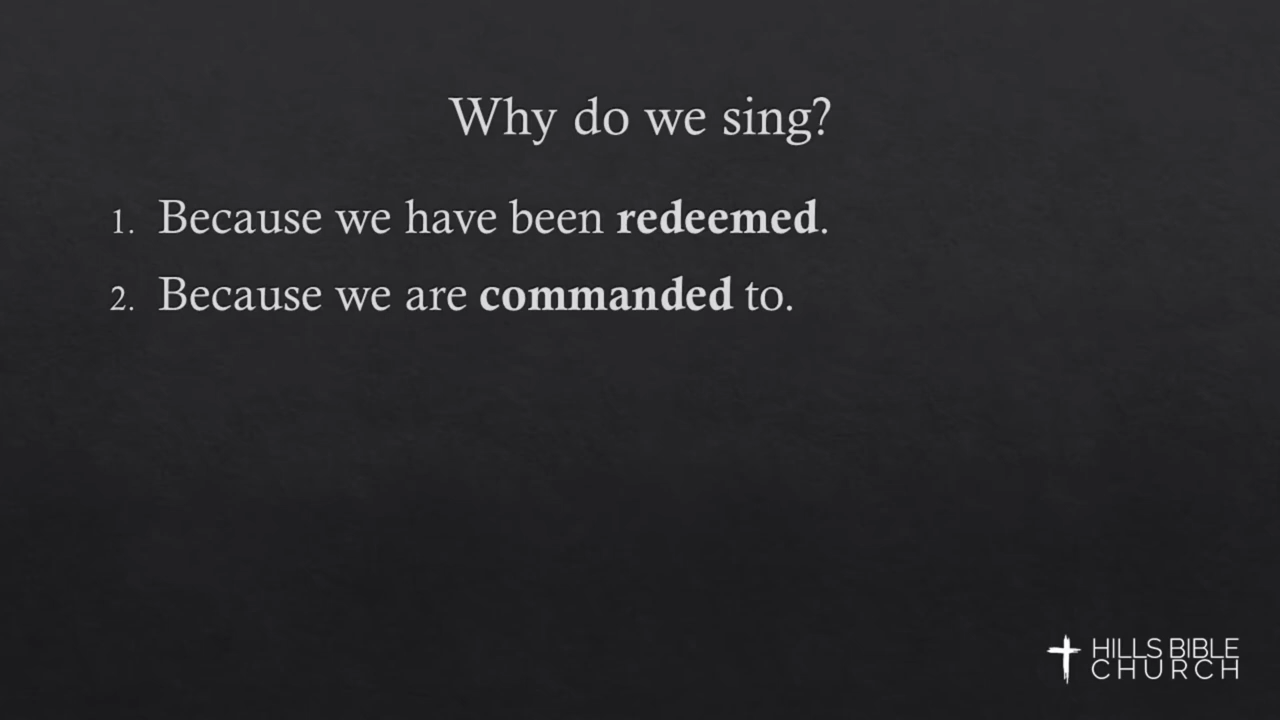 Why do we sing?
1. Because we have been redeemed.
2. Because we are commanded to.
HILLS BIBLE
CHURCH